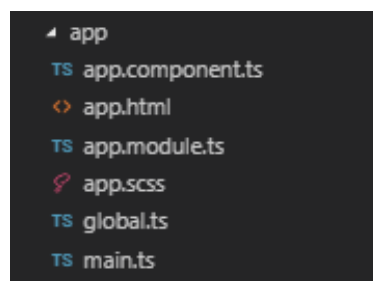 app
TS app.component.ts
<> app.html
TS app.module.ts
app.scss
TS global.ts
TS main.ts